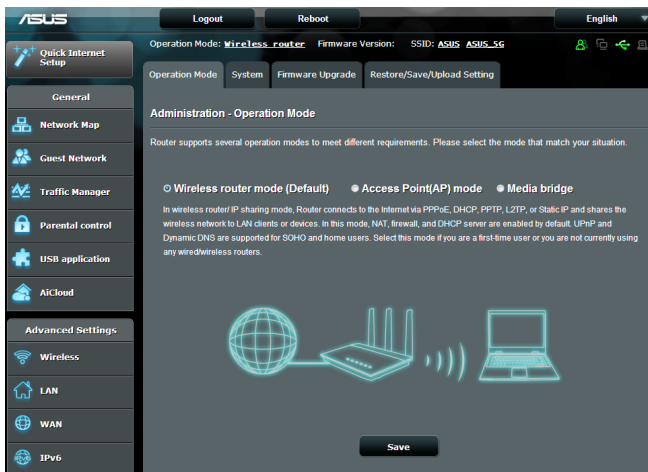 ASUS
Logout
Reboot
English
Quick Internet
Setup
Operation Mode: Wireless router Firmware Version: SSID: ASUS ASUS_5G
Operation Mode
System
Firmware Upgrade
Restore/Save/Upload Setting
General
Network Map
Guest Network
Traffic Manager
Parental control
USB application
AiCloud
Advanced Settings
Wireless
LAN
WAN
IPv6
Administration - Operation Mode
Router supports several operation modes to meet different requirements. Please select the mode that match your situation.
Wireless router mode (Default)
Access Point(AP) mode
Media bridge
In wireless router/ IP sharing mode, Router connects to the Internet via PPPoE, DHCP, PPTP, L2TP, or Static IP and shares the
wireless network to LAN clients or devices. In this mode, NAT, firewall, and DHCP server are enabled by default. UPnP and
Dynamic DNS are supported for SOHO and home users. Select this mode if you are a first-time user or you are not currently using
any wired/wireless routers.
Save